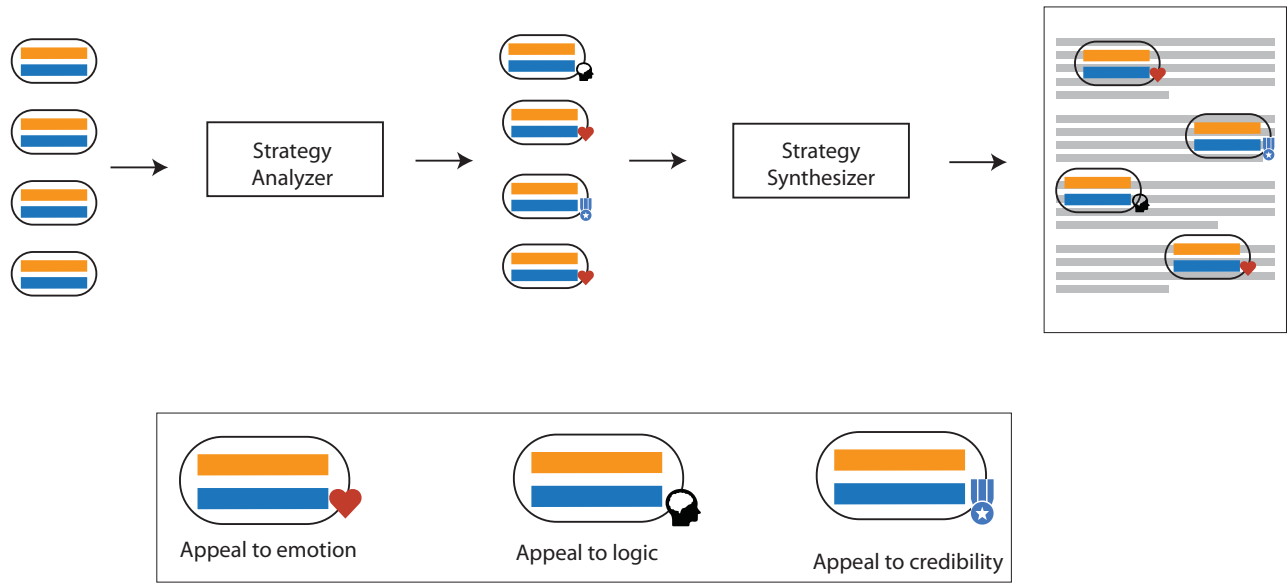 Strategy
Analyzer
Strategy
Synthesizer
Appeal to emotion
Appeal to logic
Appeal to credibility